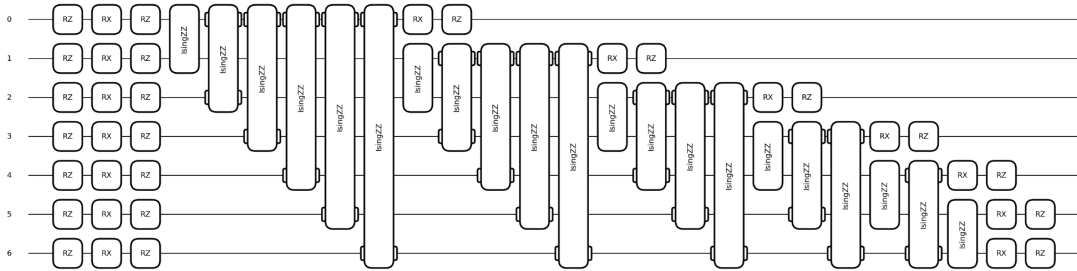 0 RZ RX RZ RX RZ
IsingZZ
1 RZ RX RZ IsingZZ RX RZ
IsingZZ IsingZZ
2 RZ RX RZ IsingZZ IsingZZ RX RZ
IsingZZ IsingZZ IsingZZ
3 RZ RX RZ IsingZZ IsingZZ IsingZZ RX RZ
IsingZZ IsingZZ IsingZZ
4 RZ RX RZ IsingZZ IsingZZ RX RZ
IsingZZ IsingZZ
5 RZ RX RZ IsingZZ RX RZ
IsingZZ
6 RZ RX RZ RX RZ